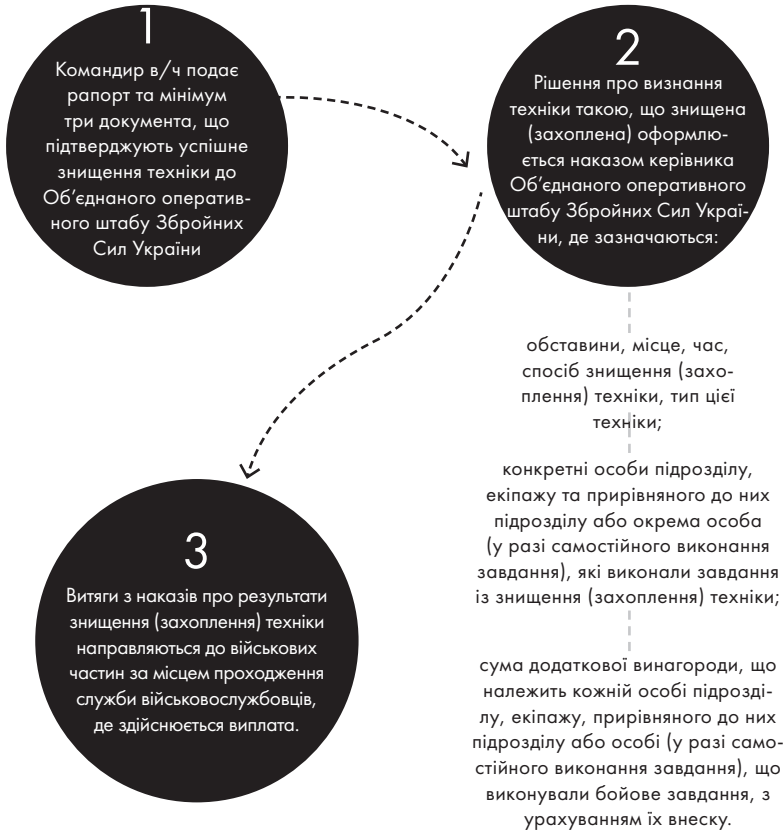 1
Командир в/ч подає
рапорт та мінімум
три документа, що
підтверджують успішне
знищення техніки до
Об’єднаного оператив-
ного штабу Збройних
Сил України
2
Рішення про визнання
техніки такою, що знищена
(захоплена) оформлю-
ється наказом керівника
Об’єднаного оперативного
штабу Збройних Сил Украї-
ни, де зазначаються:
обставини, місце, час,
спосіб знищення (захо-
плення) техніки, тип цієї
техніки;
конкретні особи підрозділу,
екіпажу та прирівняного до них
підрозділу або окрема особа
(у разі самостійного виконання
завдання), які виконали завдання
із знищення (захоплення) техніки;
сума додаткової винагороди, що
належить кожній особі підрозді-
лу, екіпажу, прирівняного до них
підрозділу або особі (у разі само-
стійного виконання завдання), що
виконували бойове завдання, з
урахуванням їх внеску.
3
Витяги з наказів про результати
знищення (захоплення) техніки
направляються до військових
частин за місцем проходження
служби військовослужбовців,
де здійснюється виплата.